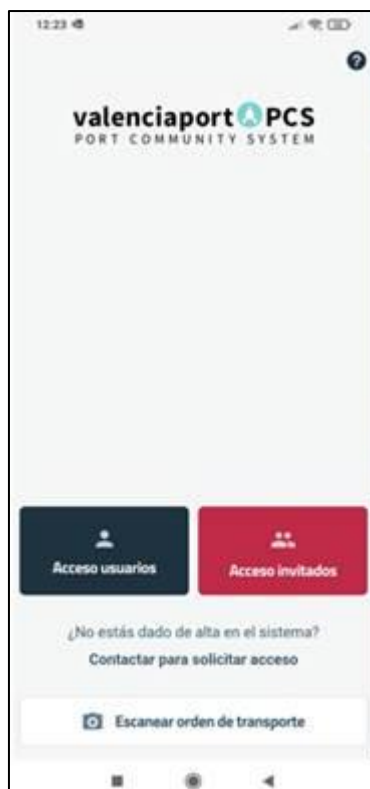 12:23
?
valenciaport PCS
PORT COMMUNITY SYSTEM
Acceso usuarios
Acceso invitados
¿No estás dado de alta en el sistema?
Contactar para solicitar acceso
Escanear orden de transporte